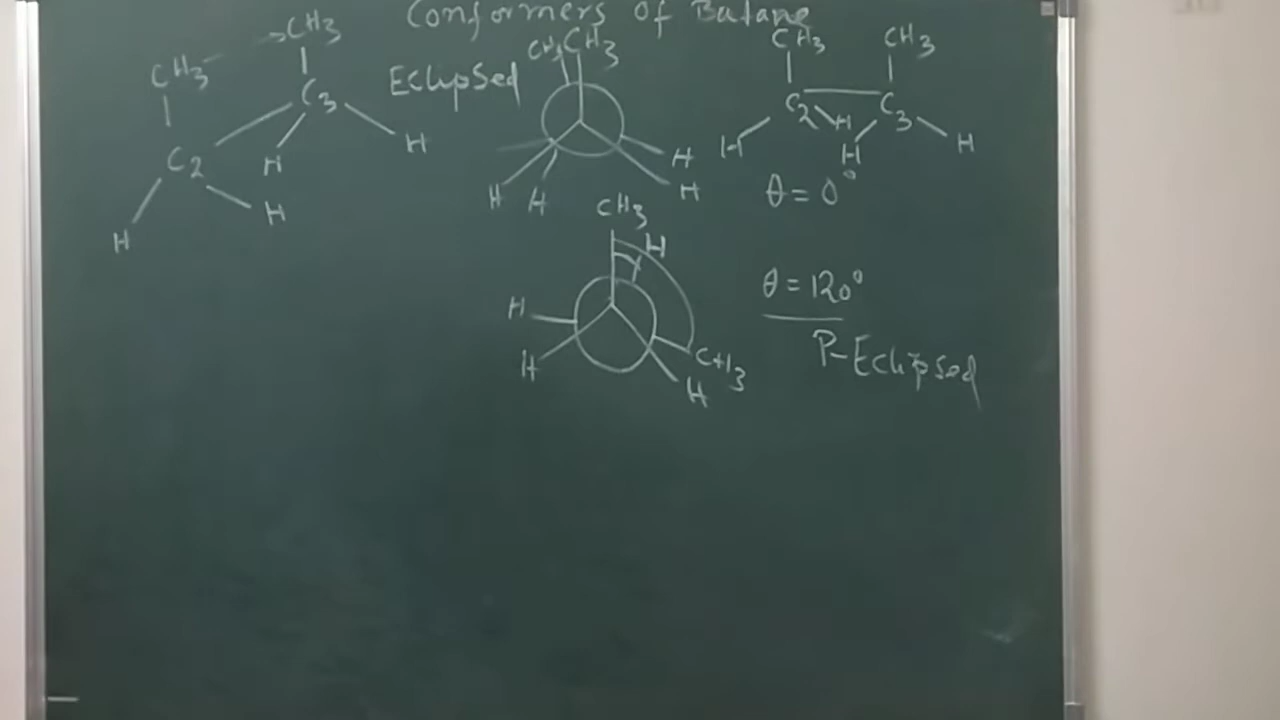 Conformers of Butane
CH3 CH3
C2 C3
H H
H H
Eclipsed
CH3 CH3
H H H H
CH3 CH3
C2 C3
H H H H
θ = 0°
CH3
H
H
H
CH3
H
θ = 120°
P-Eclipsed